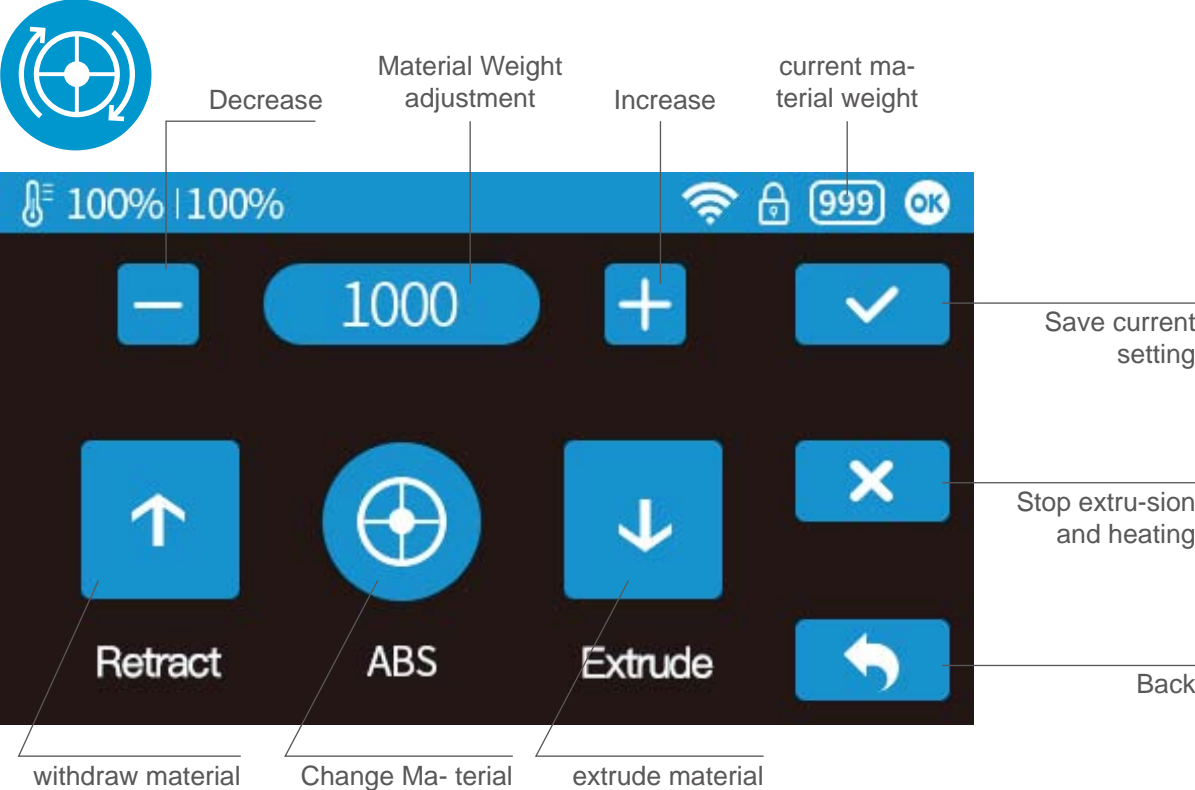 Material Weight
adjustment
current ma-
terial weight
Decrease
Increase
100% | 100%
999
OK
1000
Save current
setting
Stop extru-sion
and heating
Retract
ABS
Extrude
Back
withdraw material
Change Ma- terial
extrude material